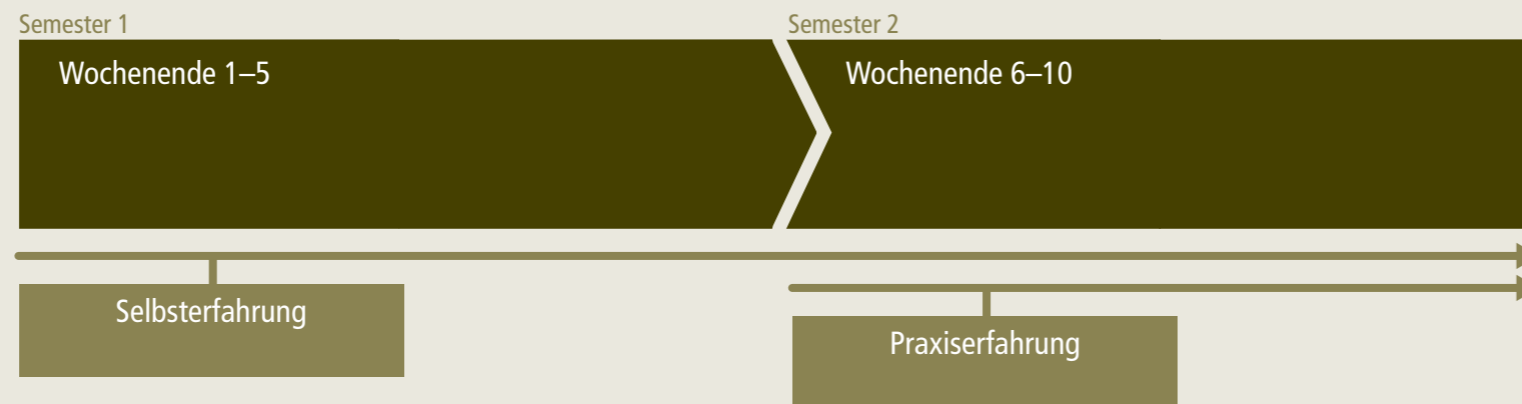 Semester 1
Semester 2
Wochenende 1–5
Wochenende 6–10
Selbsterfahrung
Praxiserfahrung